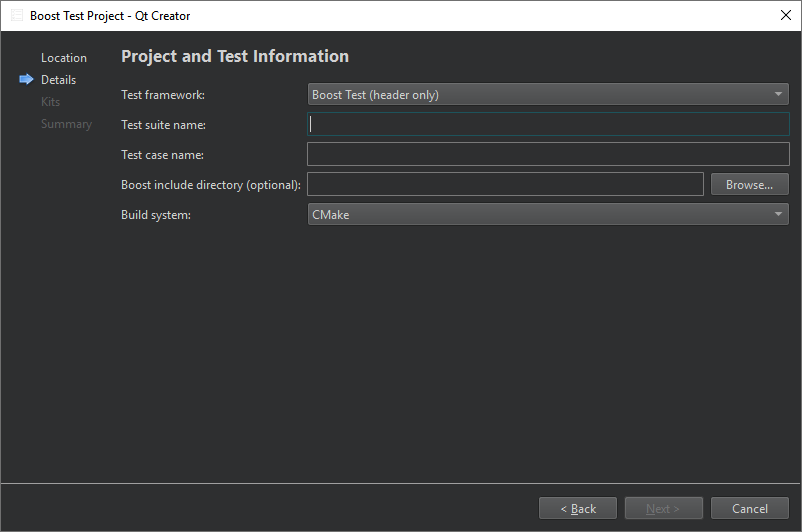 Boost Test Project - Qt Creator
Location
Details
Kits
Summary
Project and Test Information
Test framework: Boost Test (header only)
Test suite name:
Test case name:
Boost include directory (optional): Browse...
Build system: CMake
< Back Next > Cancel